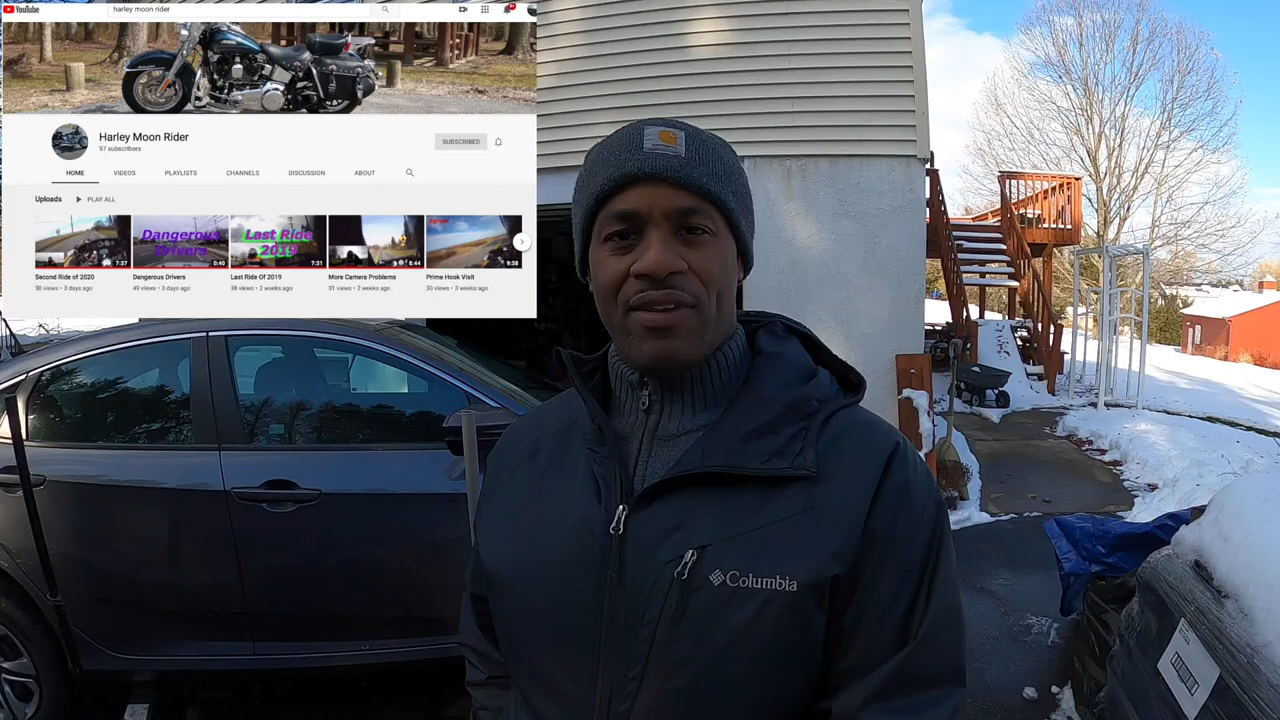 YouTube
harley moon rider
Harley Moon Rider
97 subscribers
SUBSCRIBED
HOME VIDEOS PLAYLISTS CHANNELS DISCUSSION ABOUT
Uploads PLAY ALL
Dangerous Drivers
Last Ride 2019
7:37 0:40 7:31 8:44 9:38
Second Ride of 2020 Dangerous Drivers Last Ride Of 2019 More Camera Problems Prime Hook Visit
30 views • 3 days ago 49 views • 3 days ago 38 views • 2 weeks ago 31 views • 2 weeks ago 30 views • 3 weeks ago
Columbia